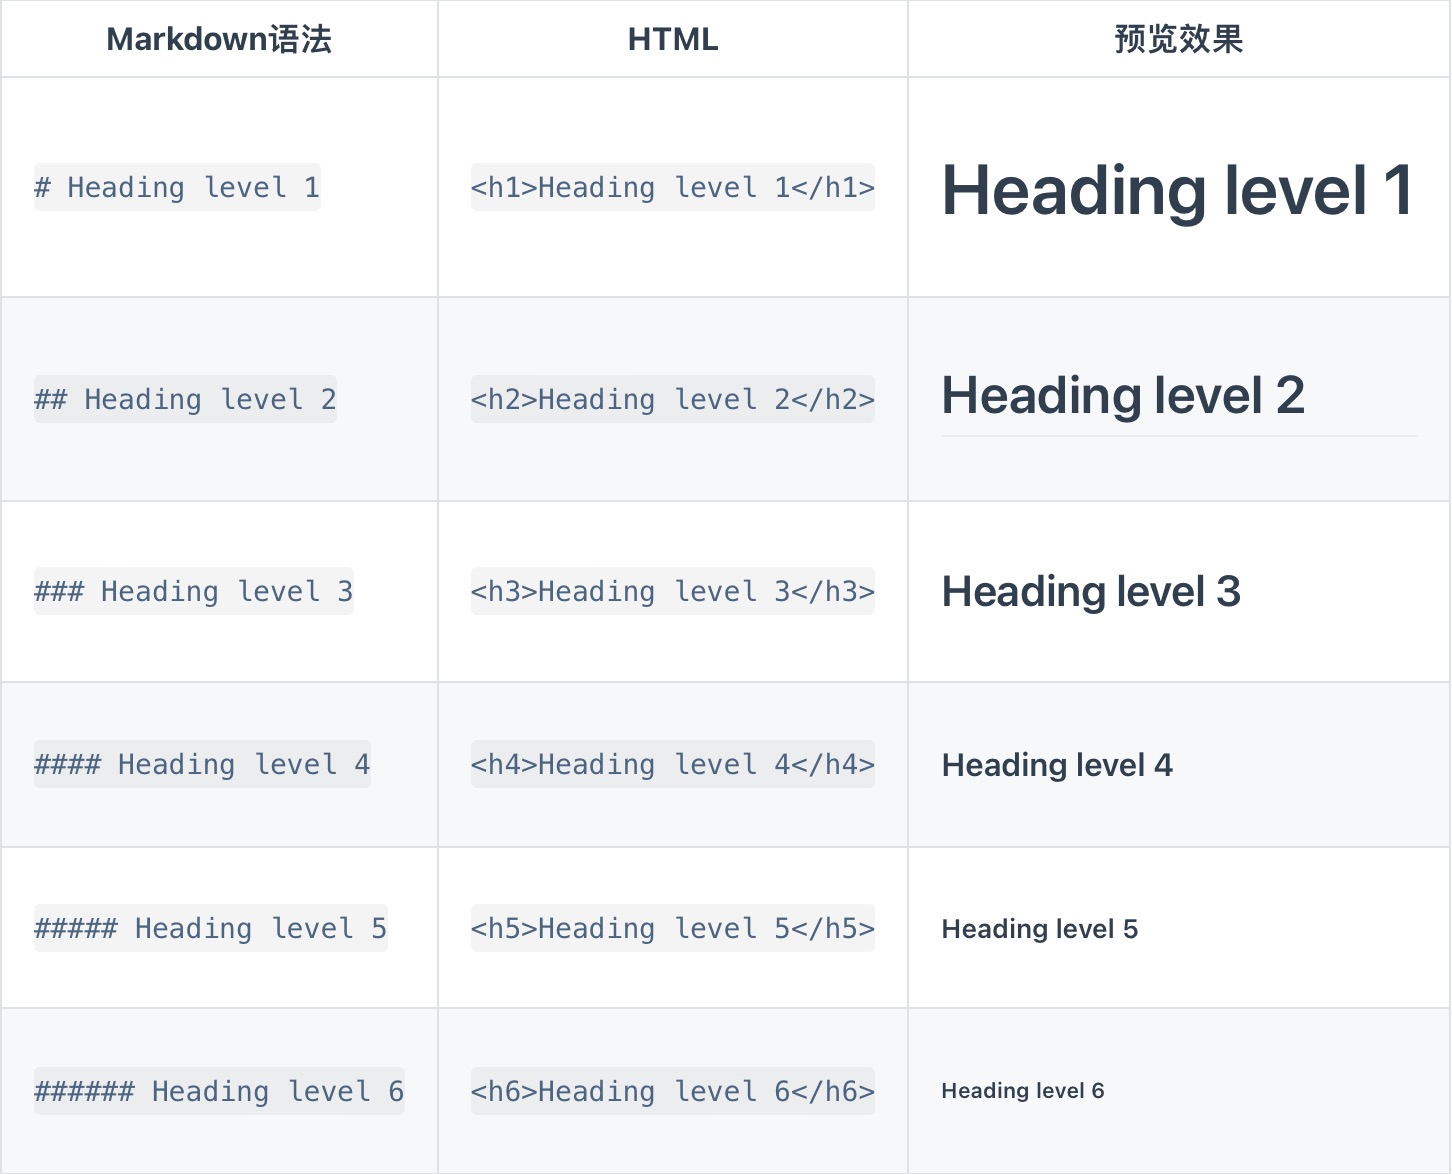 Markdown语法 HTML 预览效果
# Heading level 1 <h1>Heading level 1</h1> Heading level 1
## Heading level 2 <h2>Heading level 2</h2> Heading level 2
### Heading level 3 <h3>Heading level 3</h3> Heading level 3
#### Heading level 4 <h4>Heading level 4</h4> Heading level 4
##### Heading level 5 <h5>Heading level 5</h5> Heading level 5
###### Heading level 6 <h6>Heading level 6</h6> Heading level 6